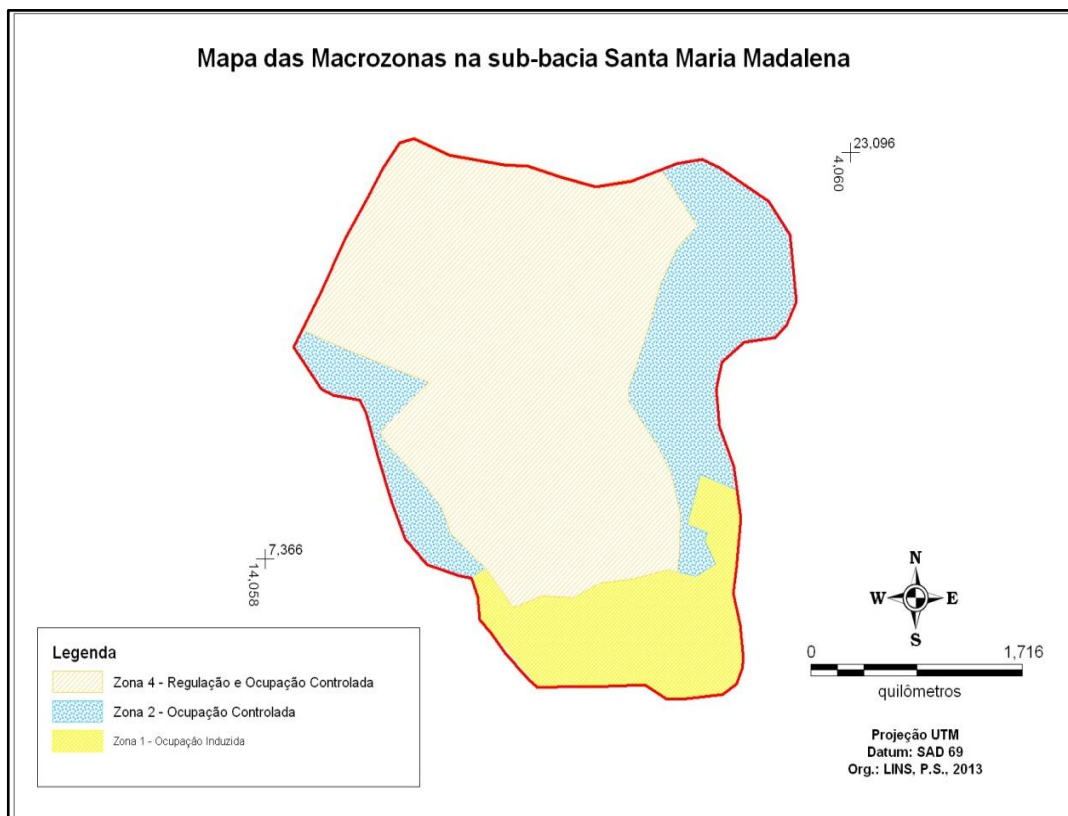 Mapa das Macrozonas na sub-bacia Santa Maria Madalena
23,096
4,060
7,366
14,058
N
W E
S
0 1,716
quilômetros
Legenda
Zona 4 - Regulação e Ocupação Controlada
Zona 2 - Ocupação Controlada
Zona 1 - Ocupação Induzida
Projeção UTM
Datum: SAD 69
Org.: LINS, P.S., 2013